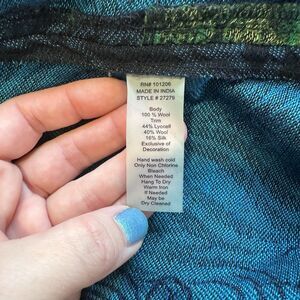 RN# 101206
MADE IN INDIA
STYLE # 27279
Body
100 % Wool
Trim
44% Lyocell
40% Wool
16% Silk
Exclusive of
Decoration
Hand wash cold
Only Non Chlorine
Bleach
When Needed
Hang To Dry
Warm Iron
If Needed
May be
Dry Cleaned